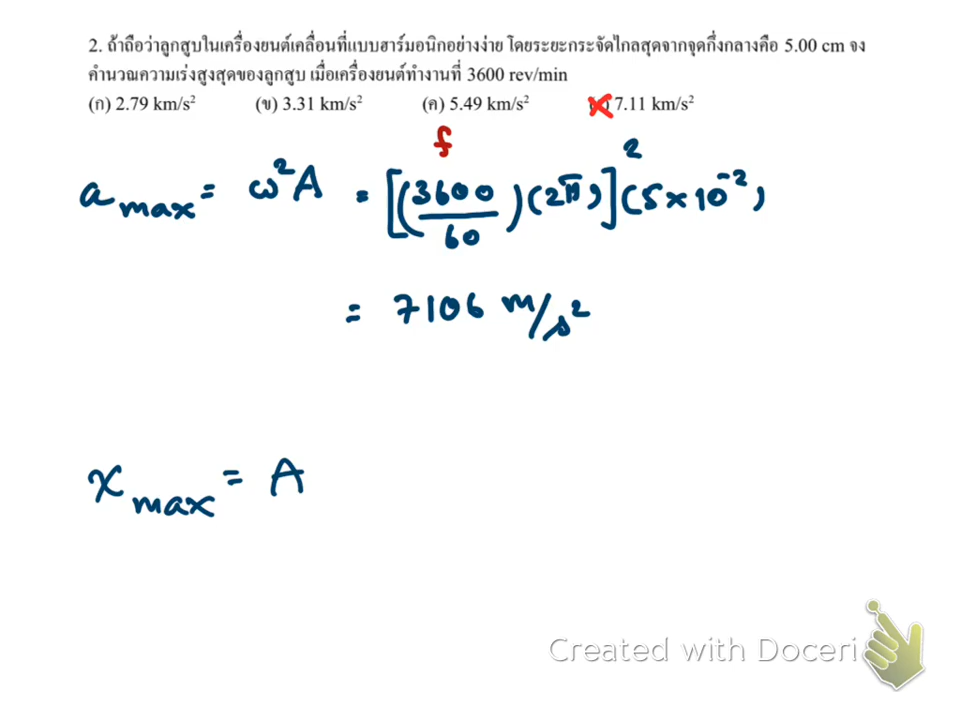 2. ถ้าถือว่าลูกสูบในเครื่องยนต์เคลื่อนที่แบบฮาร์มอนิกอย่างง่าย โดยระยะกระจัดไกลสุดจากจุดกึ่งกลางคือ 5.00 cm จง
คำนวณความเร่งสูงสุดของลูกสูบ เมื่อเครื่องยนต์ทำงานที่ 3600 rev/min
(ก) 2.79 km/s² (ข) 3.31 km/s² (ค) 5.49 km/s² 7.11 km/s²
f
a max = ω²A = [(3600/60)(2π)]² (5×10⁻²)
= 7106 m/s²
x max = A
Created with Doceri